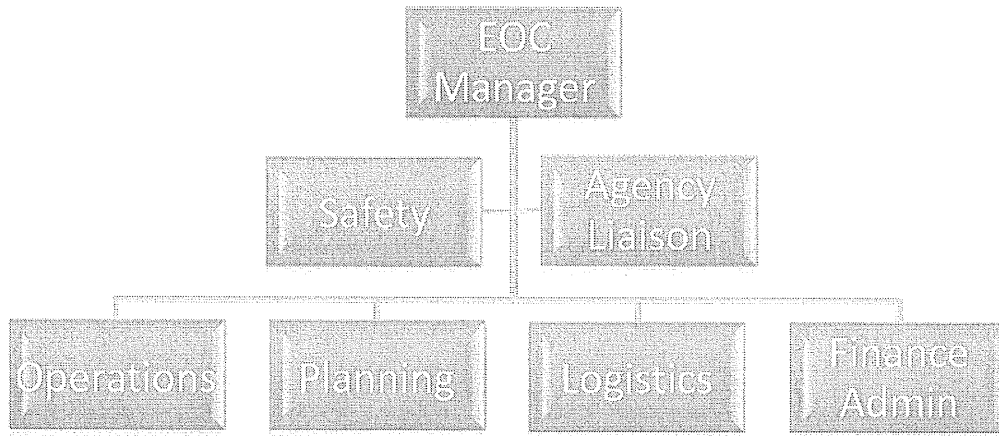 EOC
Manager
Safety
Agency
Liaison
Operations
Planning
Logistics
Finance
Admin